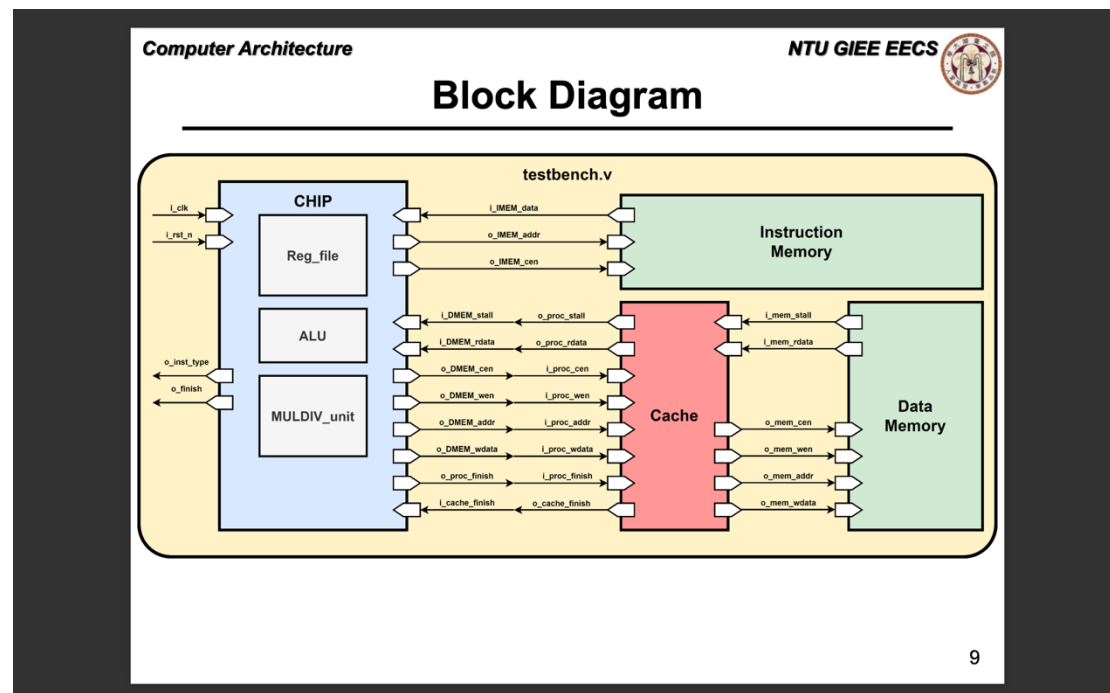 Computer Architecture
NTU GIEE EECS
Block Diagram
testbench.v
CHIP
Reg_file
ALU
MULDIV_unit
i_clk
i_rst_n
o_inst_type
o_finish
i_IMEM_data
o_IMEM_addr
o_IMEM_cen
Instruction
Memory
i_DMEM_stall o_proc_stall
i_DMEM_rdata o_proc_rdata
o_DMEM_cen i_proc_cen
o_DMEM_wen i_proc_wen
o_DMEM_addr i_proc_addr
o_DMEM_wdata i_proc_wdata
o_proc_finish i_proc_finish
i_cache_finish o_cache_finish
Cache
i_mem_stall
i_mem_rdata
o_mem_cen
o_mem_wen
o_mem_addr
o_mem_wdata
Data
Memory
9